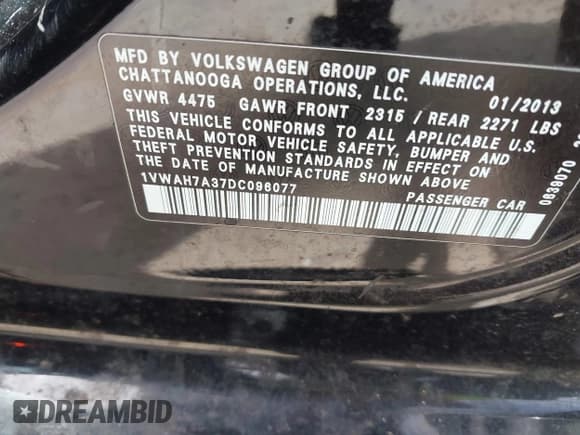 MFD BY VOLKSWAGEN GROUP OF AMERICA
CHATTANOOGA OPERATIONS, LLC. 01/2013
GVWR 4475 GAWR FRONT 2315 / REAR 2271 LBS
THIS VEHICLE CONFORMS TO ALL APPLICABLE U.S.
FEDERAL MOTOR VEHICLE SAFETY, BUMPER AND
THEFT PREVENTION STANDARDS IN EFFECT ON
THE DATE OF MANUFACTURE SHOWN ABOVE
1VWAH7A37DC096077 PASSENGER CAR
0639070
DREAMBID